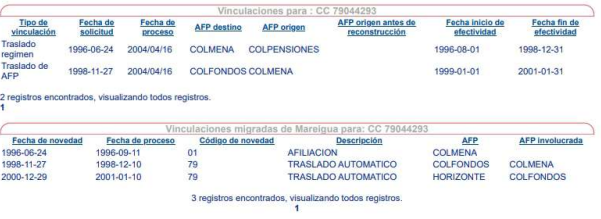 Vinculaciones para : CC 79044293
Tipo de vinculación Fecha de solicitud Fecha de proceso AFP destino AFP origen AFP origen antes de reconstrucción Fecha inicio de efectividad Fecha fin de efectividad
Traslado regimen 1996-06-24 2004/04/16 COLMENA COLPENSIONES 1996-08-01 1998-12-31
Traslado de AFP 1998-11-27 2004/04/16 COLFONDOS COLMENA 1999-01-01 2001-01-31
2 registros encontrados, visualizando todos registros.
1
Vinculaciones migradas de Mareigua para: CC 79044293
Fecha de novedad Fecha de proceso Código de novedad Descripción AFP AFP involucrada
1996-06-24 1996-09-11 01 AFILIACION COLMENA
1998-11-27 1998-12-10 79 TRASLADO AUTOMATICO COLFONDOS COLMENA
2000-12-29 2001-01-10 79 TRASLADO AUTOMATICO HORIZONTE COLFONDOS
3 registros encontrados, visualizando todos registros.
1